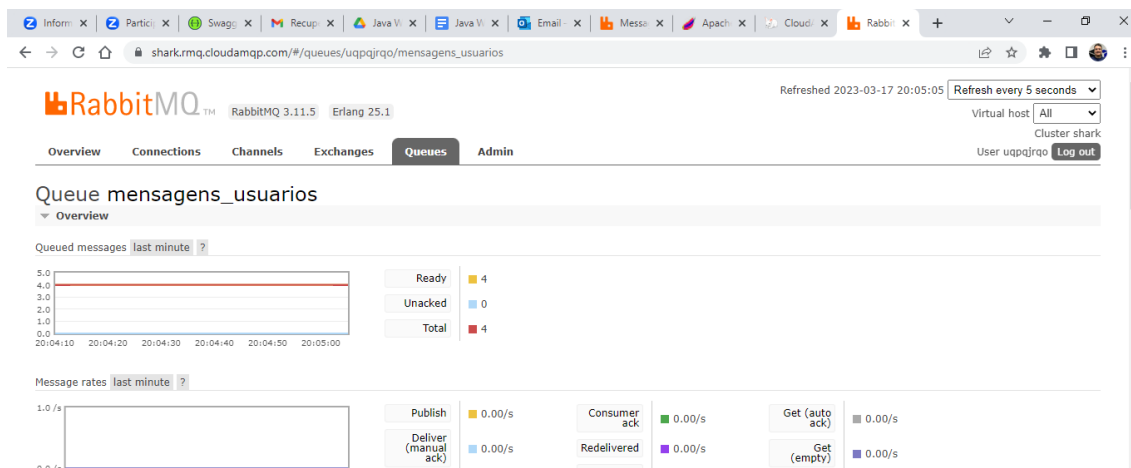 Inform
Particip
Swagg
Recup
Java W
Java W
Email -
Messa
Apach
Cloud
Rabbit
shark.rmq.cloudamqp.com/#/queues/uqpqjrqo/mensagens_usuarios
Refreshed 2023-03-17 20:05:05 Refresh every 5 seconds
RabbitMQ TM RabbitMQ 3.11.5 Erlang 25.1
Virtual host All
Cluster shark
User uqpqjrqo Log out
Overview Connections Channels Exchanges Queues Admin
Queue mensagens_usuarios
Overview
Queued messages last minute ?
5.0
4.0
3.0
2.0
1.0
0.0
20:04:10 20:04:20 20:04:30 20:04:40 20:04:50 20:05:00
Ready 4
Unacked 0
Total 4
Message rates last minute ?
1.0 /s
Publish 0.00/s
Deliver (manual ack) 0.00/s
Consumer ack 0.00/s
Redelivered 0.00/s
Get (auto ack) 0.00/s
Get (empty) 0.00/s